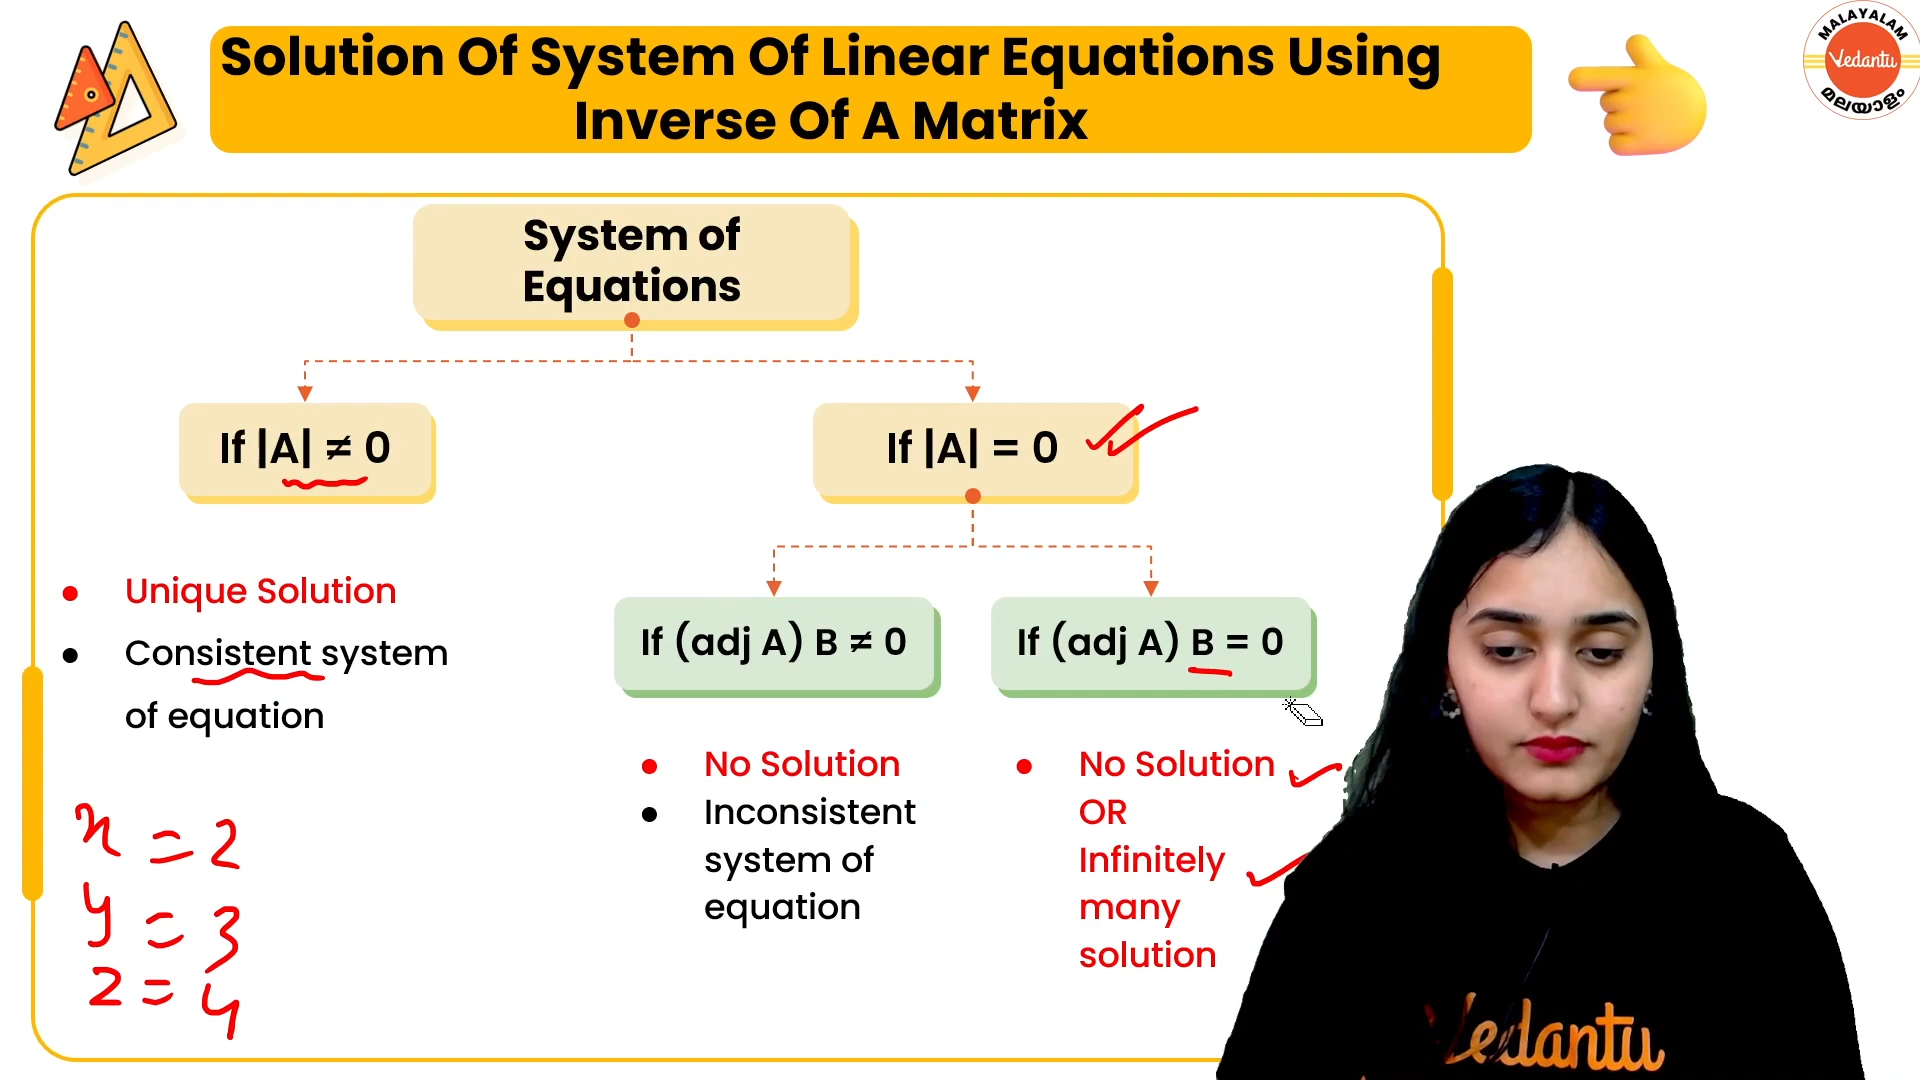 Solution Of System Of Linear Equations Using
Inverse Of A Matrix
MALAYALAM
Vedantu
മലയാളം
System of
Equations
If |A| ≠ 0
If |A| = 0
• Unique Solution
• Consistent system
of equation
If (adj A) B ≠ 0
If (adj A) B = 0
• No Solution
• Inconsistent
system of
equation
• No Solution
OR
Infinitely
many
solution
x = 2
y = 3
z = 4
Vedantu